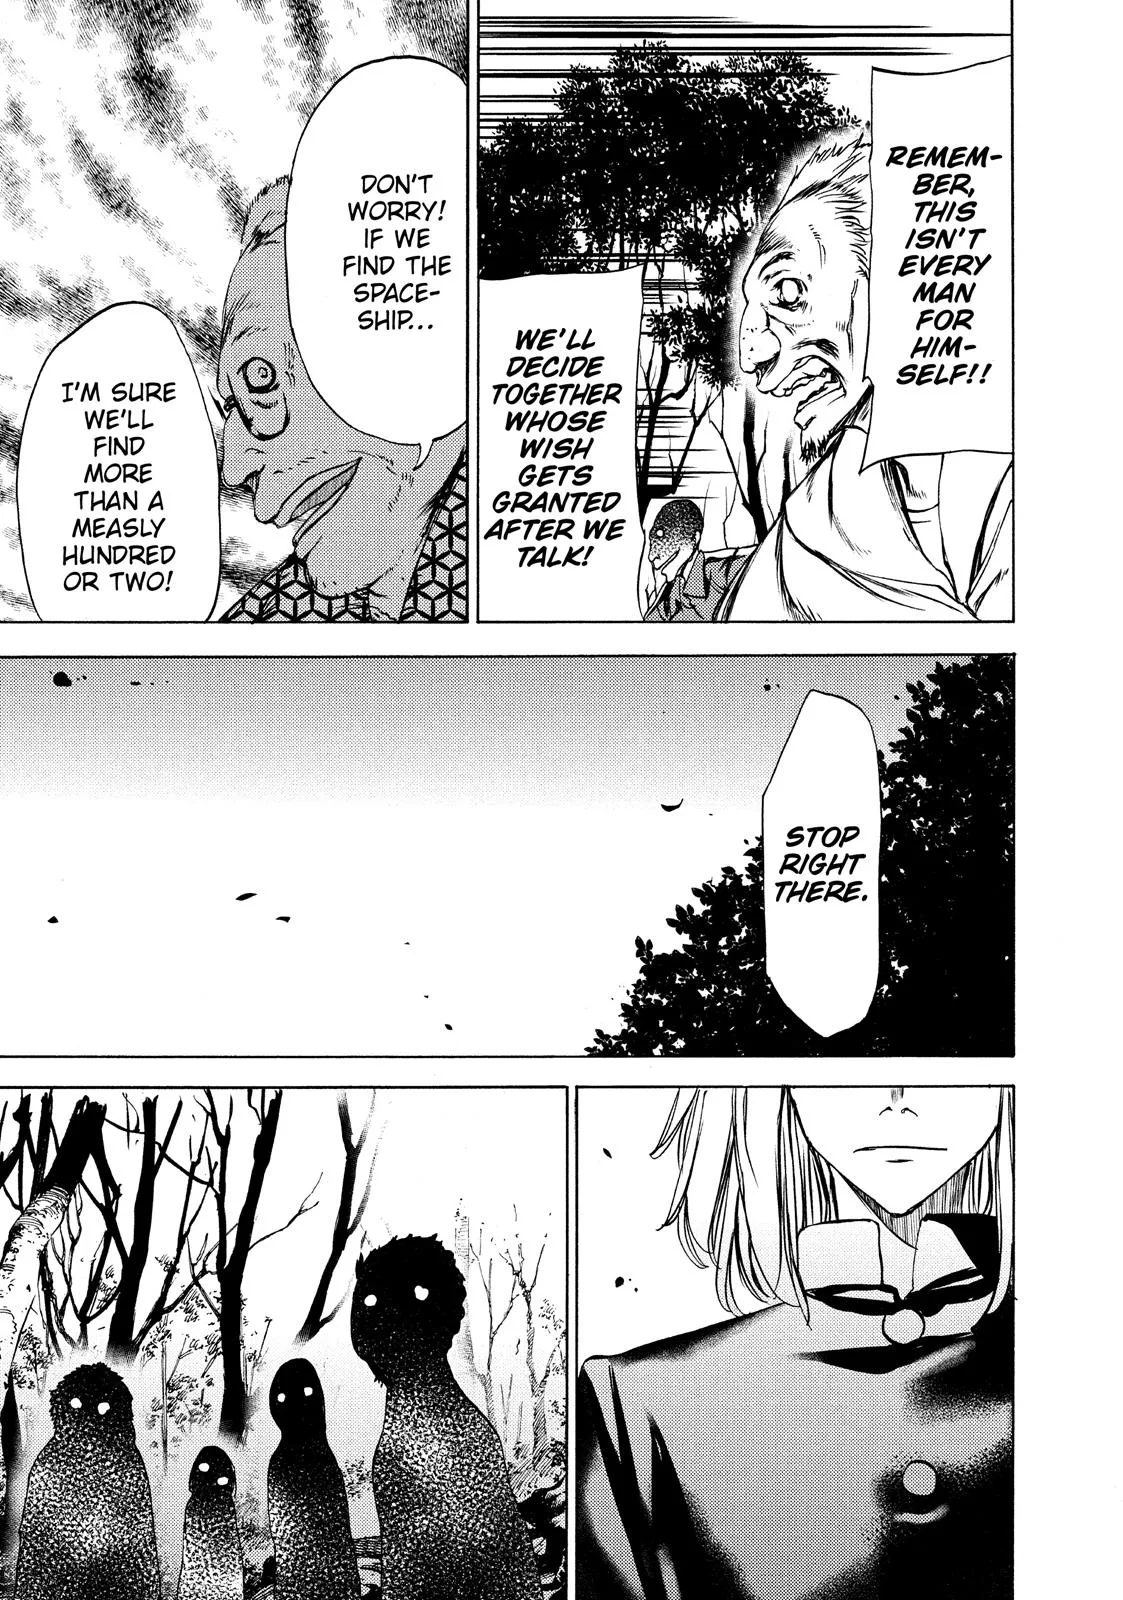 REMEM-
BER,
THIS
ISN'T
EVERY
MAN
FOR
HIM-
SELF!!
WE'LL
DECIDE
TOGETHER
WHOSE
WISH
GETS
GRANTED
AFTER WE
TALK!
DON'T
WORRY!
IF WE
FIND THE
SPACE-
SHIP...
I'M SURE
WE'LL
FIND
MORE
THAN A
MEASLY
HUNDRED
OR TWO!
STOP
RIGHT
THERE.